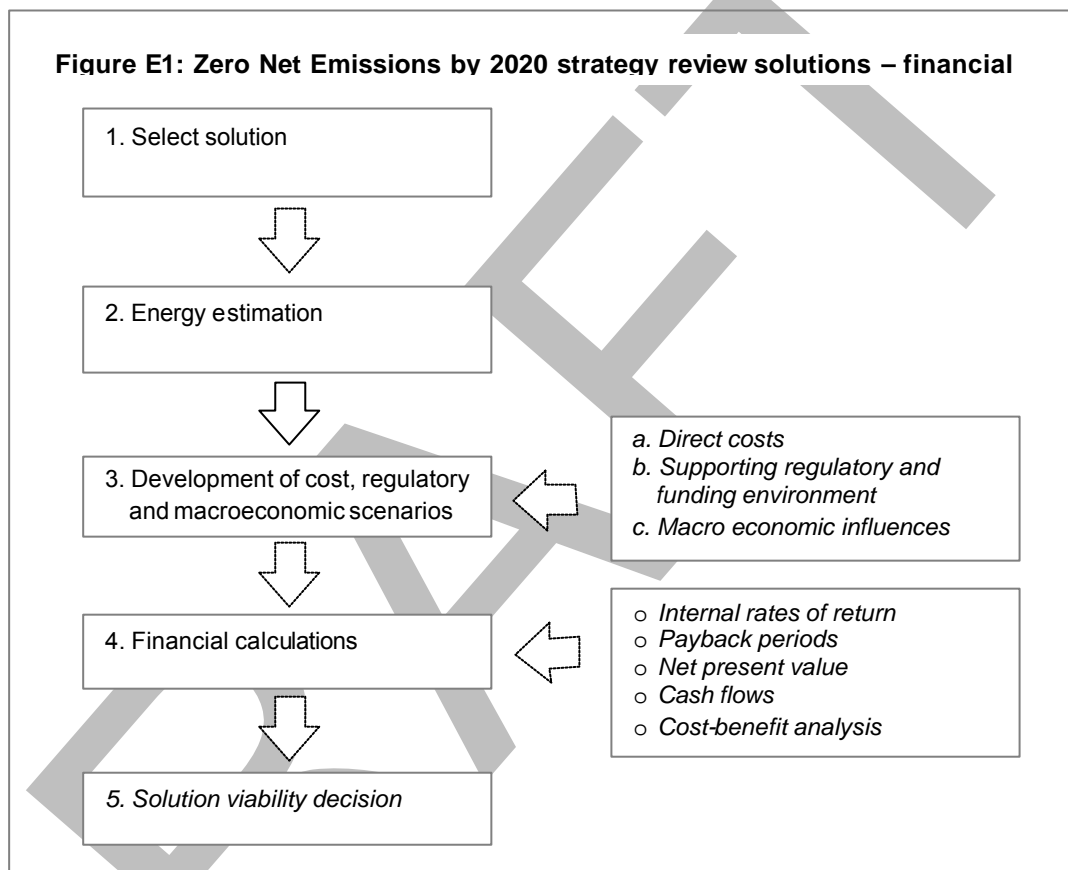 Figure E1: Zero Net Emissions by 2020 strategy review solutions – financial
1. Select solution
2. Energy estimation
3. Development of cost, regulatory
and macroeconomic scenarios
a. Direct costs
b. Supporting regulatory and
funding environment
c. Macro economic influences
4. Financial calculations
o Internal rates of return
o Payback periods
o Net present value
o Cash flows
o Cost-benefit analysis
5. Solution viability decision